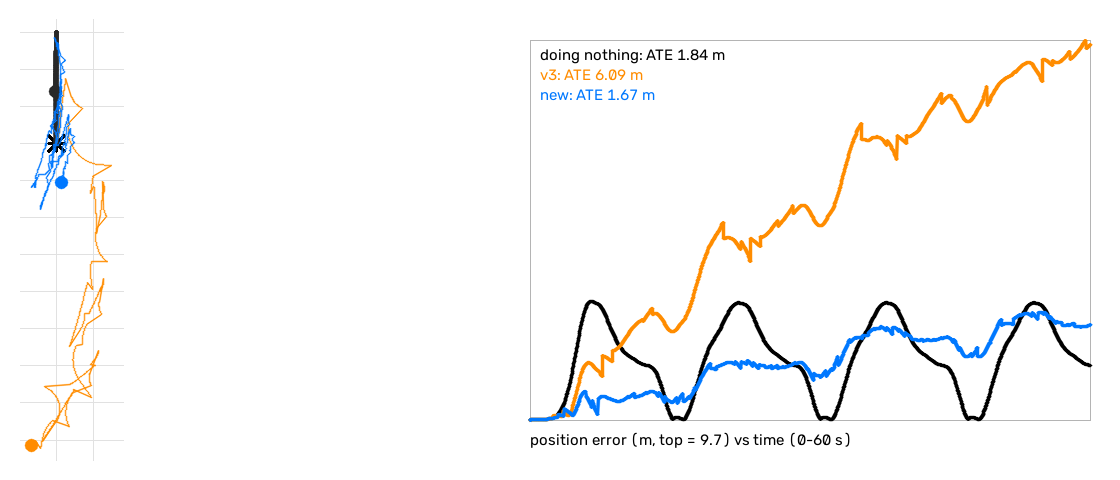 doing nothing: ATE 1.84 m
v3: ATE 6.09 m
new: ATE 1.67 m
position error (m, top = 9.7) vs time (0-60 s)